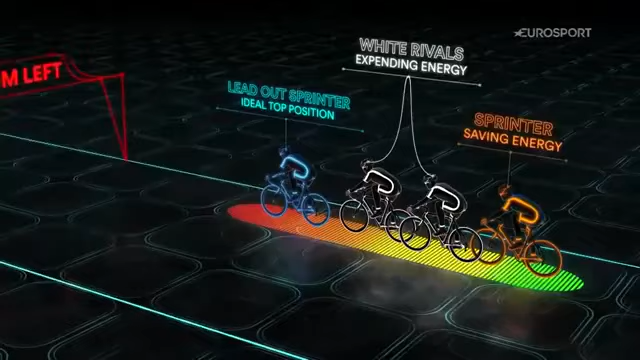 EUROSPORT
WHITE RIVALS
EXPENDING ENERGY
M LEFT
LEAD OUT SPRINTER
IDEAL TOP POSITION
SPRINTER
SAVING ENERGY